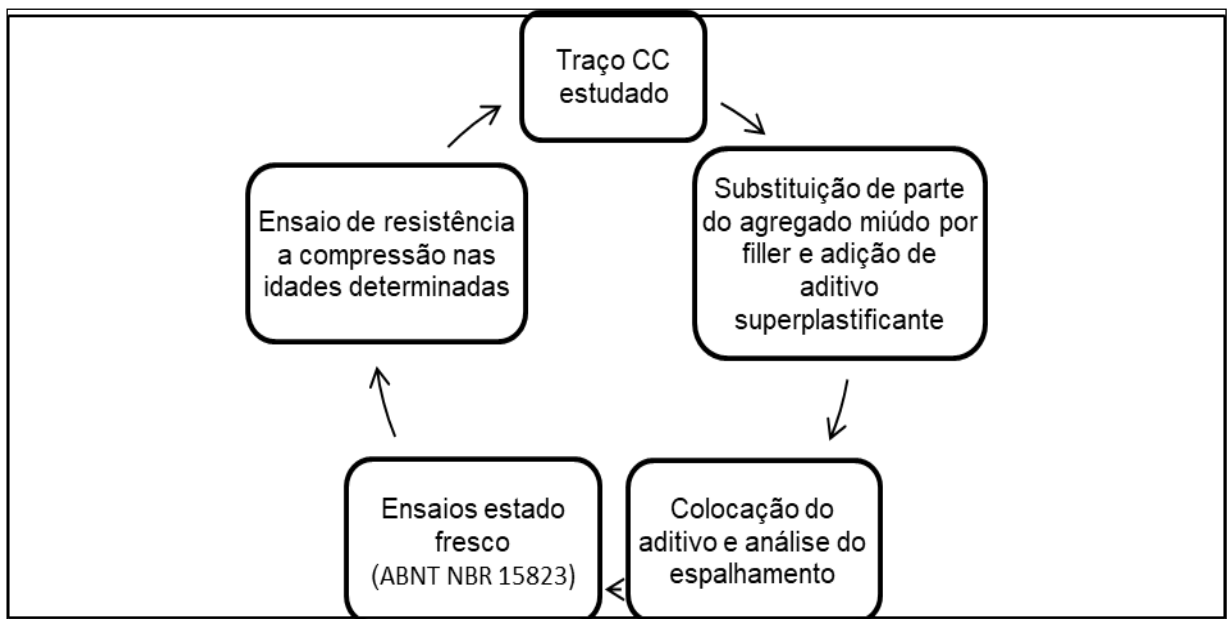 Traço CC
estudado
Substituição de parte
do agregado miúdo por
filler e adição de
aditivo
superplastificante
Colocação do
aditivo e análise do
espalhamento
Ensaios estado
fresco
(ABNT NBR 15823)
Ensaio de resistência
a compressão nas
idades determinadas